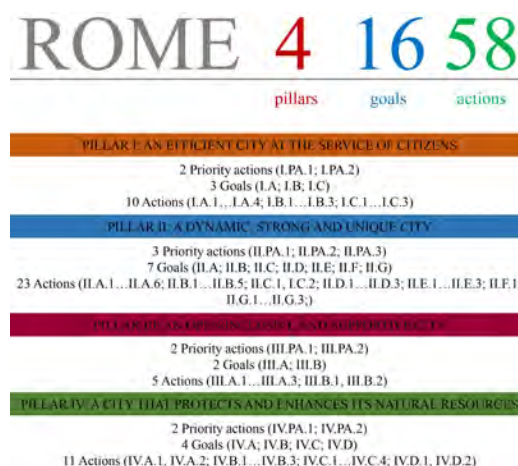 ROME 4 16 58
pillars goals actions
PILLAR I: AN EFFICIENT CITY AT THE SERVICE OF CITIZENS
2 Priority actions (I.PA.1; I.PA.2)
3 Goals (I.A; I.B; I.C)
10 Actions (I.A.1…I.A.4; I.B.1…I.B.3; I.C.1…I.C.3)
PILLAR II: A DYNAMIC, STRONG AND UNIQUE CITY
3 Priority actions (II.PA.1; II.PA.2; II.PA.3)
7 Goals (II.A; II.B; II.C; II.D; II.E; II.F; II.G)
23 Actions (II.A.1…II.A.6; II.B.1…II.B.5; II.C.1, I.C.2; II.D.1…II.D.3; II.E.1…II.E.3; II.F.1
II.G.1…II.G.3;)
PILLAR III: AN OPEN, INCLUSIVE AND SUPPORTIVE CITY
2 Priority actions (III.PA.1; III.PA.2)
2 Goals (III.A; III.B)
5 Actions (III.A.1…III.A.3; III.B.1, III.B.2)
PILLAR IV: A CITY THAT PROTECTS AND ENHANCES ITS NATURAL RESOURCES
2 Priority actions (IV.PA.1; IV.PA.2)
4 Goals (IV.A; IV.B; IV.C; IV.D)
11 Actions (IV.A.1, IV.A.2; IV.B.1…IV.B.3; IV.C.1…IV.C.4; IV.D.1, IV.D.2)